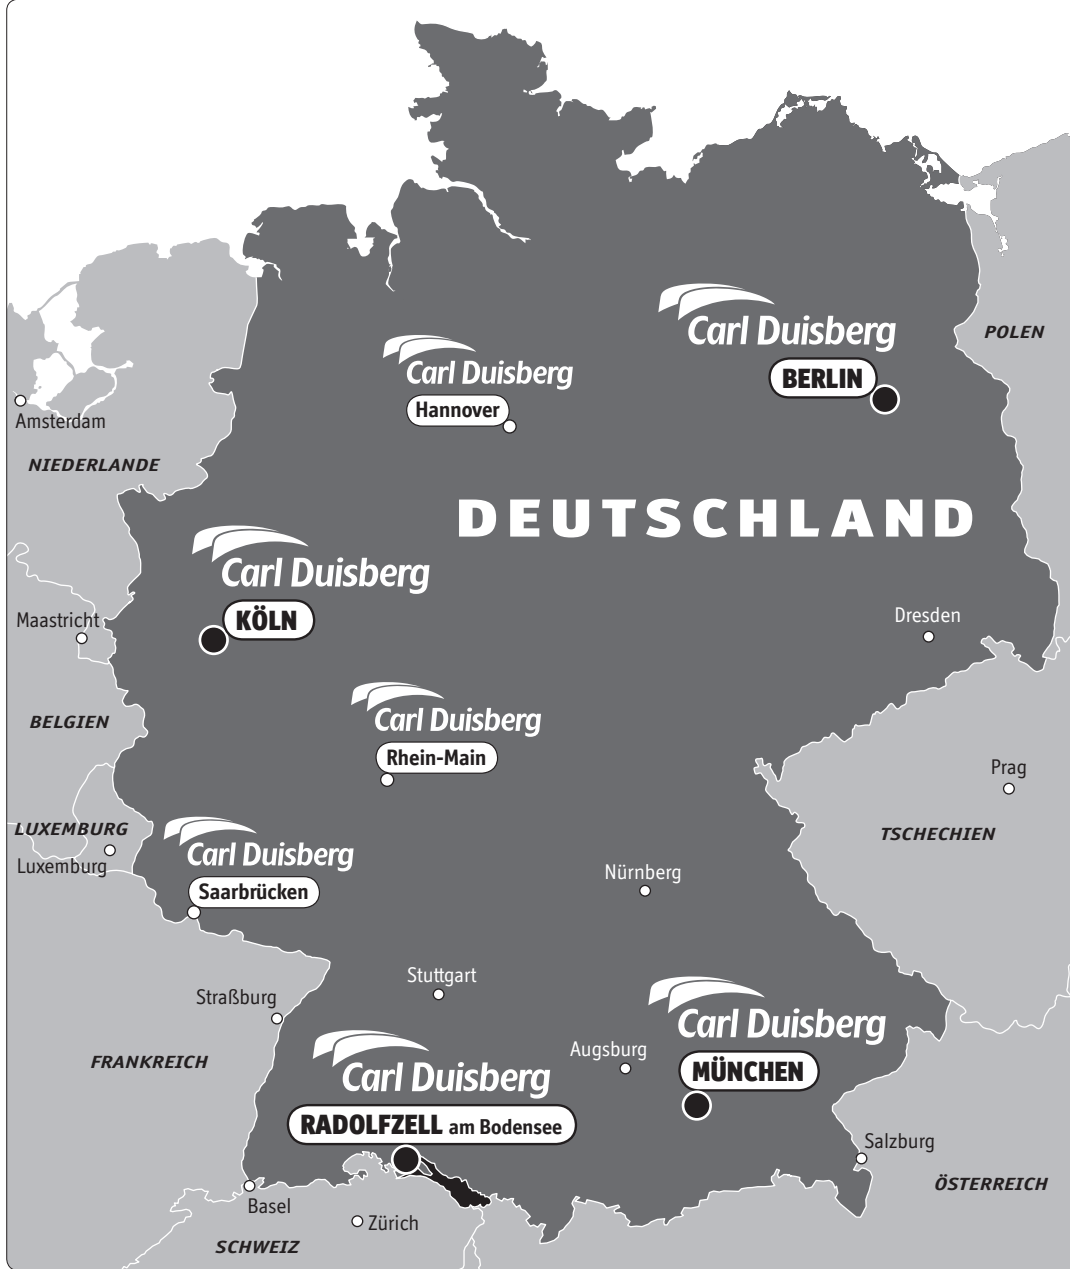 Carl Duisberg
BERLIN
POLEN
Carl Duisberg
Hannover
Amsterdam
NIEDERLANDE
DEUTSCHLAND
Carl Duisberg
KÖLN
Maastricht
Dresden
BELGIEN
Carl Duisberg
Rhein-Main
Prag
LUXEMBURG
Luxemburg
TSCHECHIEN
Carl Duisberg
Saarbrücken
Nürnberg
Stuttgart
Straßburg
Carl Duisberg
MÜNCHEN
Augsburg
FRANKREICH
Carl Duisberg
RADOLFZELL am Bodensee
Salzburg
ÖSTERREICH
Basel
Zürich
SCHWEIZ